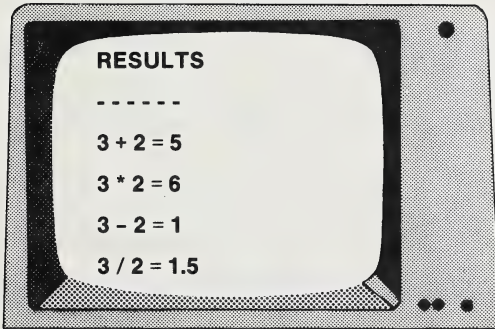 RESULTS
------
3 + 2 = 5
3 * 2 = 6
3 – 2 = 1
3 / 2 = 1.5